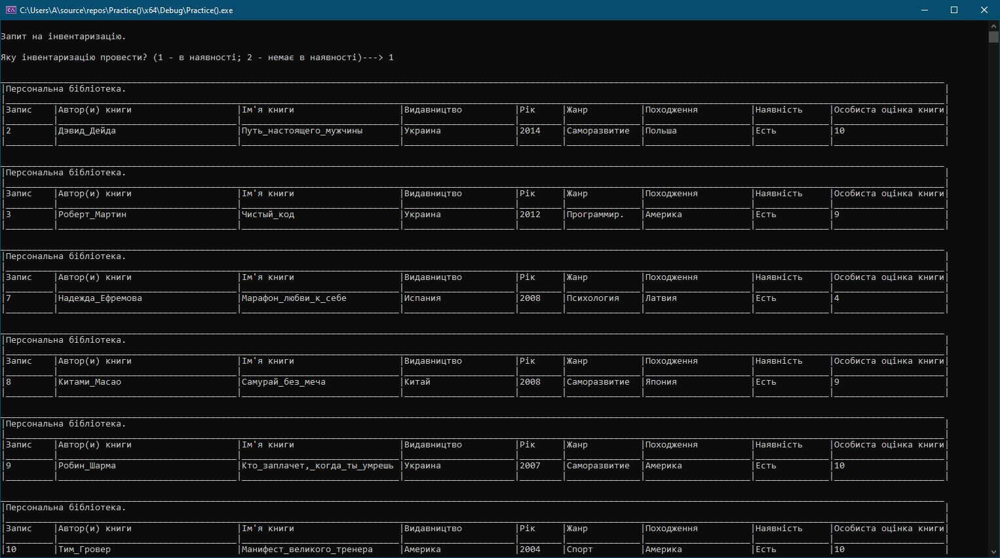 C:\Users\A\source\repos\Practice()\x64\Debug\Practice().exe
Запит на інвентаризацію.
Яку інвентаризацію провести? (1 - в наявності; 2 - немає в наявності)---> 1
|Персональна бібліотека. |
|Запис |Автор(и) книги |Ім'я книги |Видавництво |Рік |Жанр |Походження |Наявність |Особиста оцінка книги|
|2 |Дэвид_Дейда |Путь_настоящего_мужчины |Украина |2014 |Саморазвитие |Польша |Есть |10 |
|Персональна бібліотека. |
|Запис |Автор(и) книги |Ім'я книги |Видавництво |Рік |Жанр |Походження |Наявність |Особиста оцінка книги|
|3 |Роберт_Мартин |Чистый_код |Украина |2012 |Программир. |Америка |Есть |9 |
|Персональна бібліотека. |
|Запис |Автор(и) книги |Ім'я книги |Видавництво |Рік |Жанр |Походження |Наявність |Особиста оцінка книги|
|7 |Надежда_Ефремова |Марафон_любви_к_себе |Испания |2008 |Психология |Латвия |Есть |4 |
|Персональна бібліотека. |
|Запис |Автор(и) книги |Ім'я книги |Видавництво |Рік |Жанр |Походження |Наявність |Особиста оцінка книги|
|8 |Китами_Масао |Самурай_без_меча |Китай |2008 |Саморазвитие |Япония |Есть |9 |
|Персональна бібліотека. |
|Запис |Автор(и) книги |Ім'я книги |Видавництво |Рік |Жанр |Походження |Наявність |Особиста оцінка книги|
|9 |Робин_Шарма |Кто_заплачет,_когда_ты_умрешь |Украина |2007 |Саморазвитие |Америка |Есть |10 |
|Персональна бібліотека. |
|Запис |Автор(и) книги |Ім'я книги |Видавництво |Рік |Жанр |Походження |Наявність |Особиста оцінка книги|
|10 |Тим_Гровер |Манифест_великого_тренера |Америка |2004 |Спорт |Америка |Есть |10 |